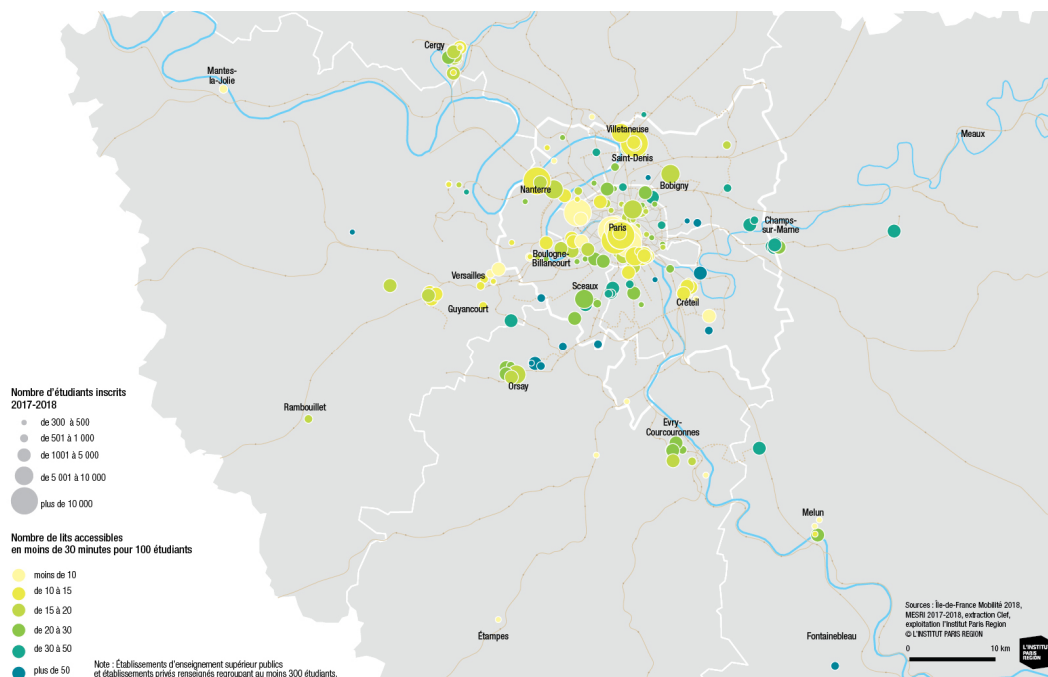 Cergy
Mantes-
la-Jolie
Villetaneuse
Meaux
Saint-Denis
Nanterre
Bobigny
Champs-
sur-Marne
Paris
Boulogne-
Billancourt
Versailles
Sceaux
Guyancourt
Créteil
Orsay
Rambouillet
Evry-
Courcouronnes
Melun
Étampes
Fontainebleau
Nombre d'étudiants inscrits
2017-2018
de 300 à 500
de 501 à 1 000
de 1001 à 5 000
de 5 001 à 10 000
plus de 10 000
Nombre de lits accessibles
en moins de 30 minutes pour 100 étudiants
moins de 10
de 10 à 15
de 15 à 20
de 20 à 30
de 30 à 50
plus de 50
Note : Établissements d'enseignement supérieur publics
et établissements privés renseignés regroupant au moins 300 étudiants.
Sources : Île-de-France Mobilité 2018,
MESRI 2017-2018, extraction Clef,
exploitation l'Institut Paris Region
© L'INSTITUT PARIS REGION
0 10 km
L'INSTITUT
PARIS
REGION